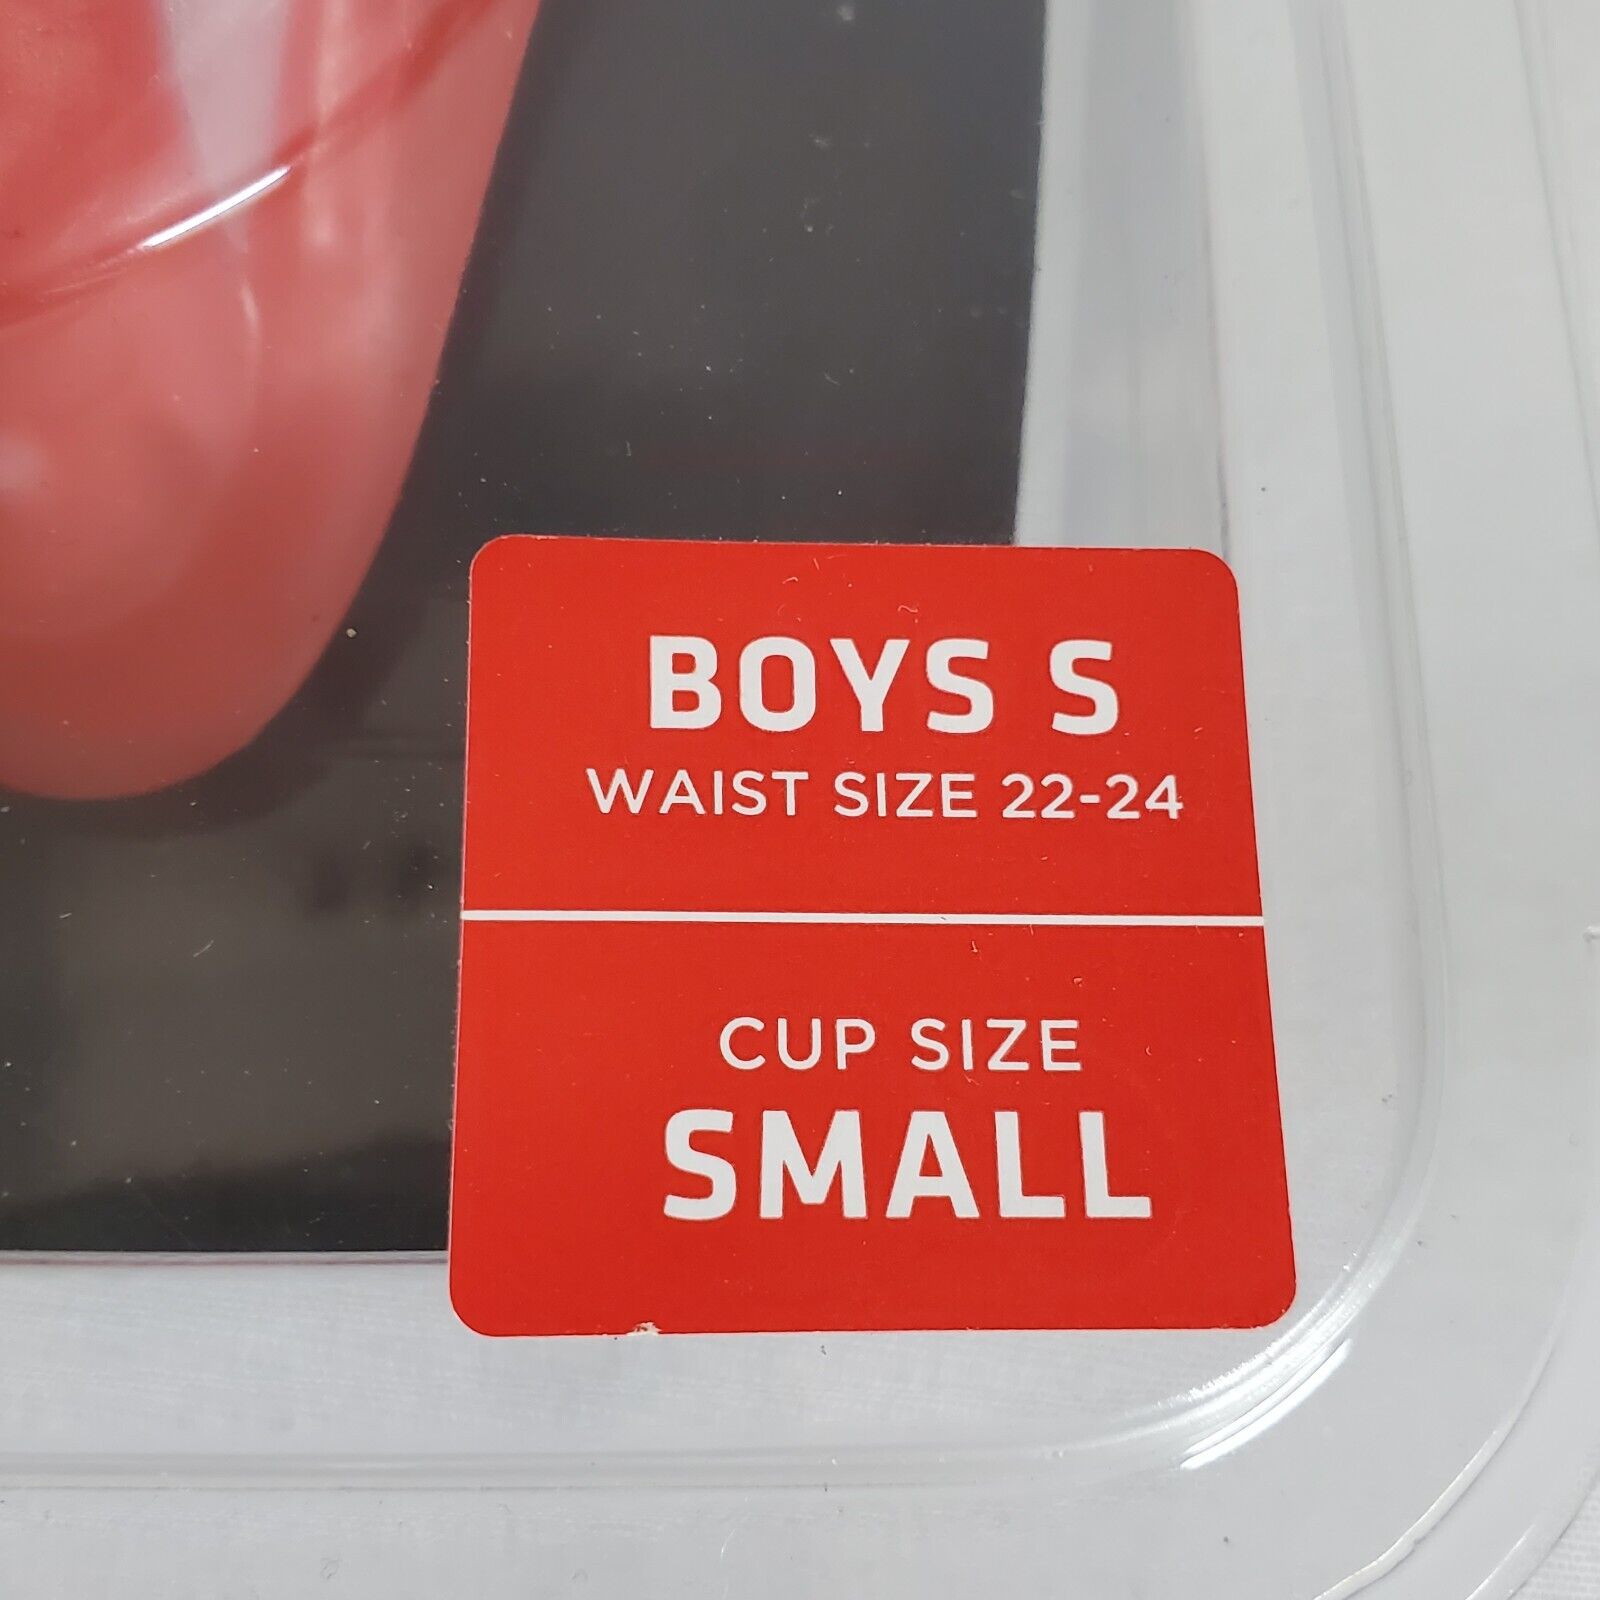 BOYS S
WAIST SIZE 22-24
CUP SIZE
SMALL